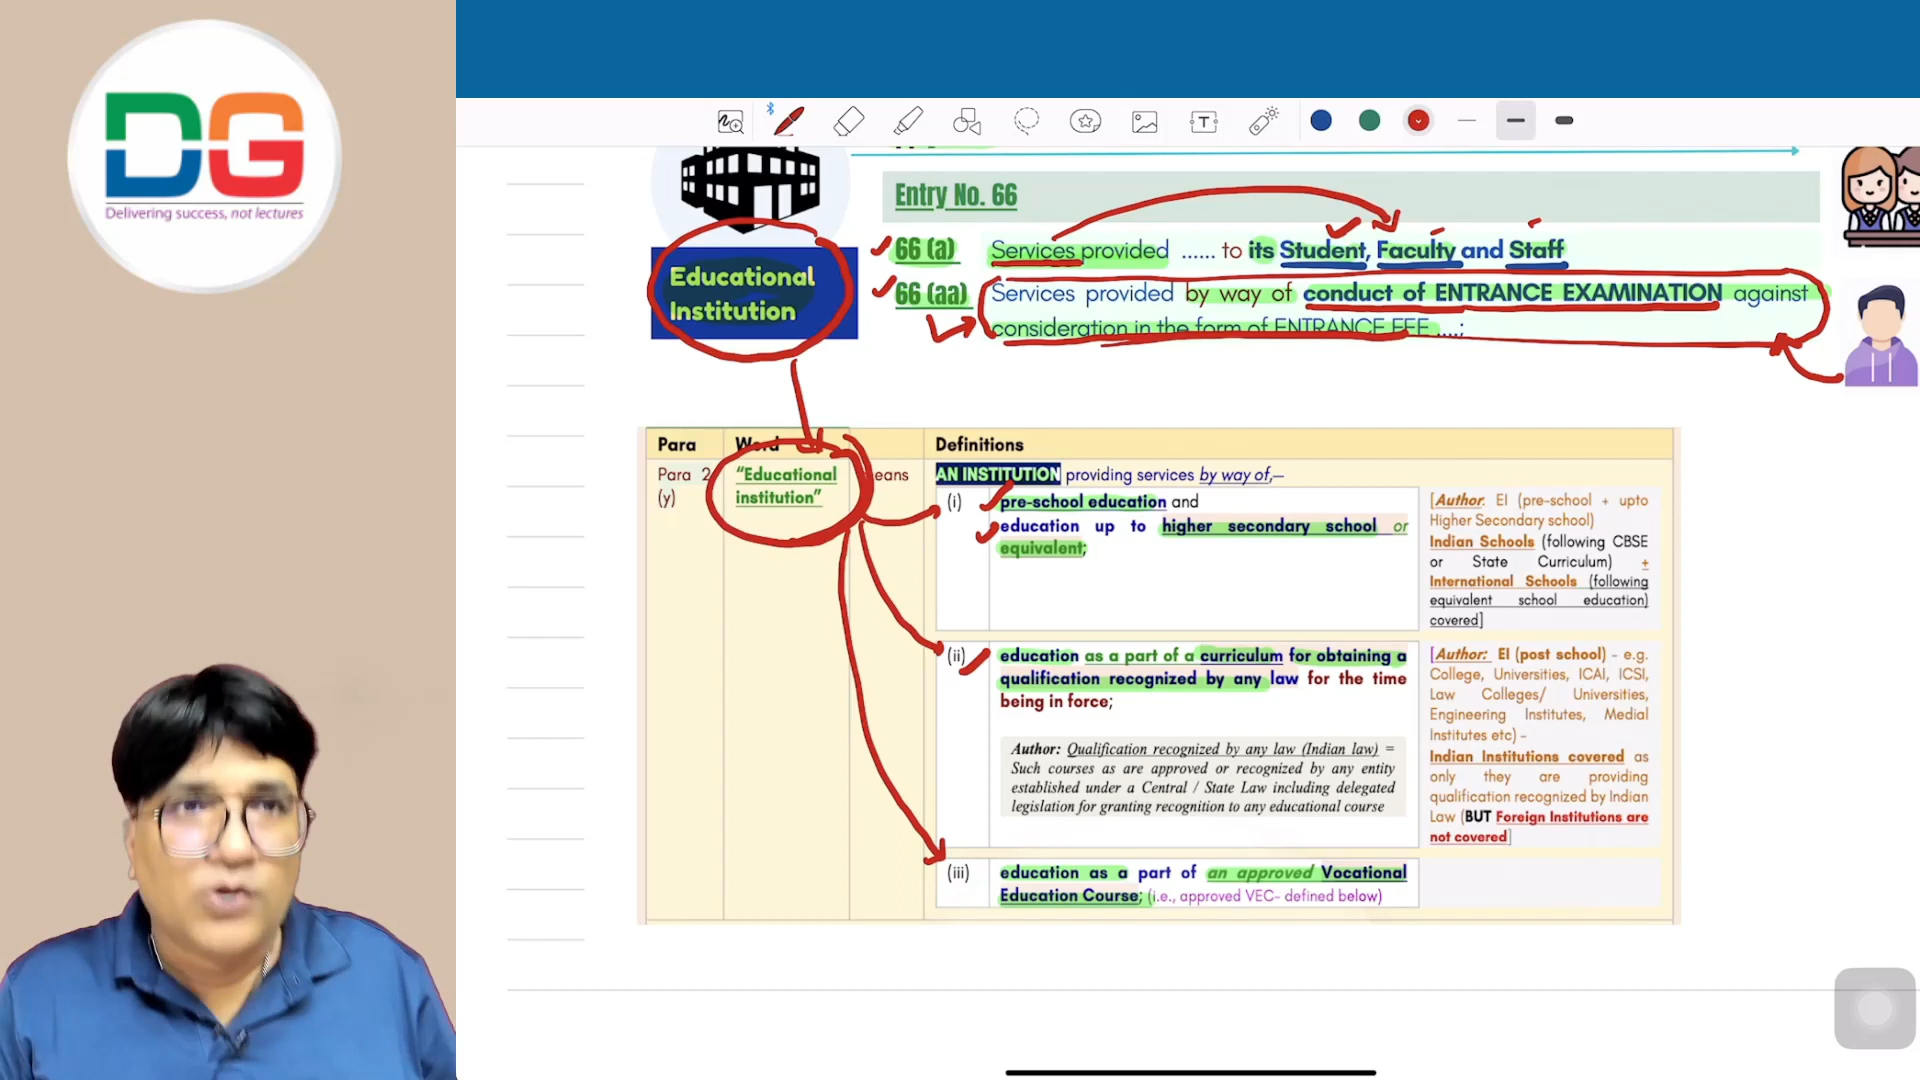 DG
Delivering success, not lectures
Entry No. 66
66 (a) Services provided ...... to its Student, Faculty and Staff
Educational
Institution
66 (aa) Services provided by way of conduct of ENTRANCE EXAMINATION against
consideration in the form of ENTRANCE FEE ....;
Para Word Definitions
Para 2 "Educational eans AN INSTITUTION providing services by way of,—
(y) institution"
(i) pre-school education and
education up to higher secondary school or
equivalent;
[Author. EI (pre-school + upto
Higher Secondary school)
Indian Schools (following CBSE
or State Curriculum) +
International Schools (following
equivalent school education)
covered]
(ii) education as a part of a curriculum for obtaining a
qualification recognized by any law for the time
being in force;
Author: Qualification recognized by any law (Indian law) =
Such courses as are approved or recognized by any entity
established under a Central / State Law including delegated
legislation for granting recognition to any educational course
[Author: EI (post school) - e.g.
College, Universities, ICAI, ICSI,
Law Colleges/ Universities,
Engineering Institutes, Medial
Institutes etc) -
Indian Institutions covered as
only they are providing
qualification recognized by Indian
Law (BUT Foreign Institutions are
not covered]
(iii) education as a part of an approved Vocational
Education Course; (i.e., approved VEC- defined below)